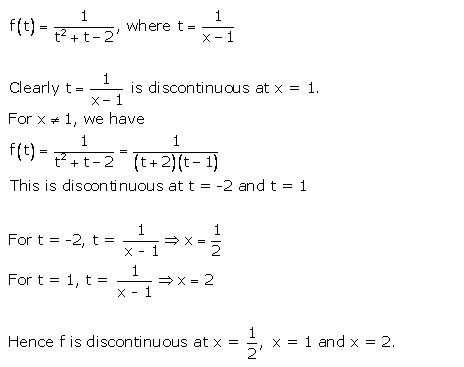 f(t) = 1/(t² + t – 2), where t = 1/(x – 1)
Clearly t = 1/(x – 1) is discontinuous at x = 1.
For x ≠ 1, we have
f(t) = 1/(t² + t – 2) = 1/((t + 2)(t – 1))
This is discontinuous at t = -2 and t = 1
For t = -2, t = 1/(x - 1) ⇒ x = 1/2
For t = 1, t = 1/(x - 1) ⇒ x = 2
Hence f is discontinuous at x = 1/2, x = 1 and x = 2.